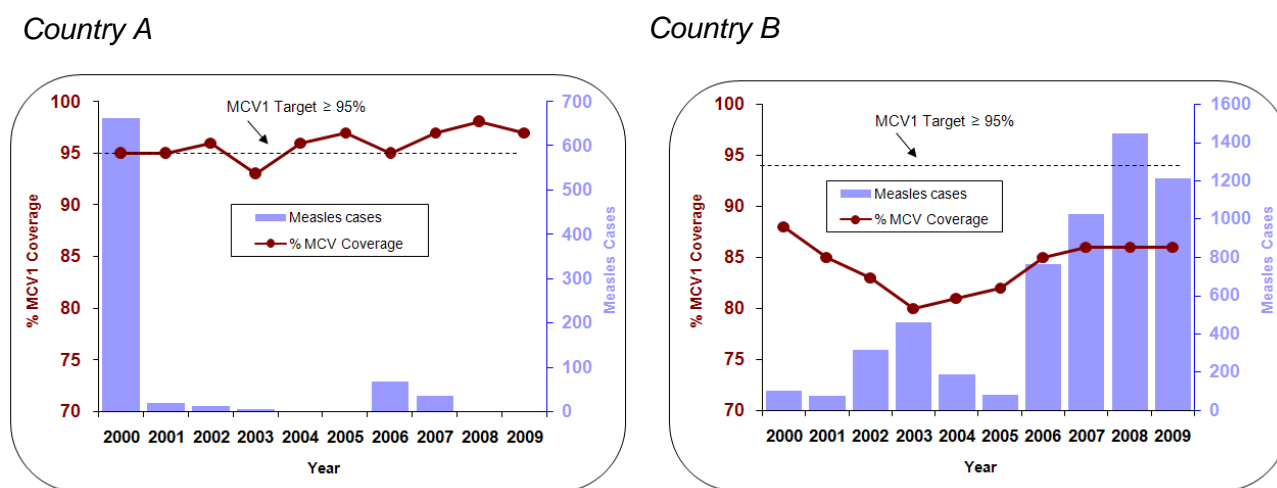 Country A
MCV1 Target ≥ 95%
% MCV1 Coverage
100
95
90
85
80
75
70
Measles cases
% MCV Coverage
700
600
500
400
300
200
100
0
Measles Cases
2000 2001 2002 2003 2004 2005 2006 2007 2008 2009
Year
Country B
MCV1 Target ≥ 95%
% MCV1 Coverage
100
95
90
85
80
75
70
Measles cases
% MCV Coverage
1600
1400
1200
1000
800
600
400
200
0
Measles Cases
2000 2001 2002 2003 2004 2005 2006 2007 2008 2009
Year